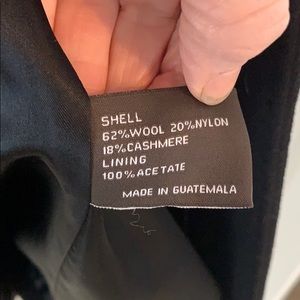 SHELL
62%WOOL 20%NYLON
18%CASHMERE
LINING
100%ACETATE
MADE IN GUATEMALA